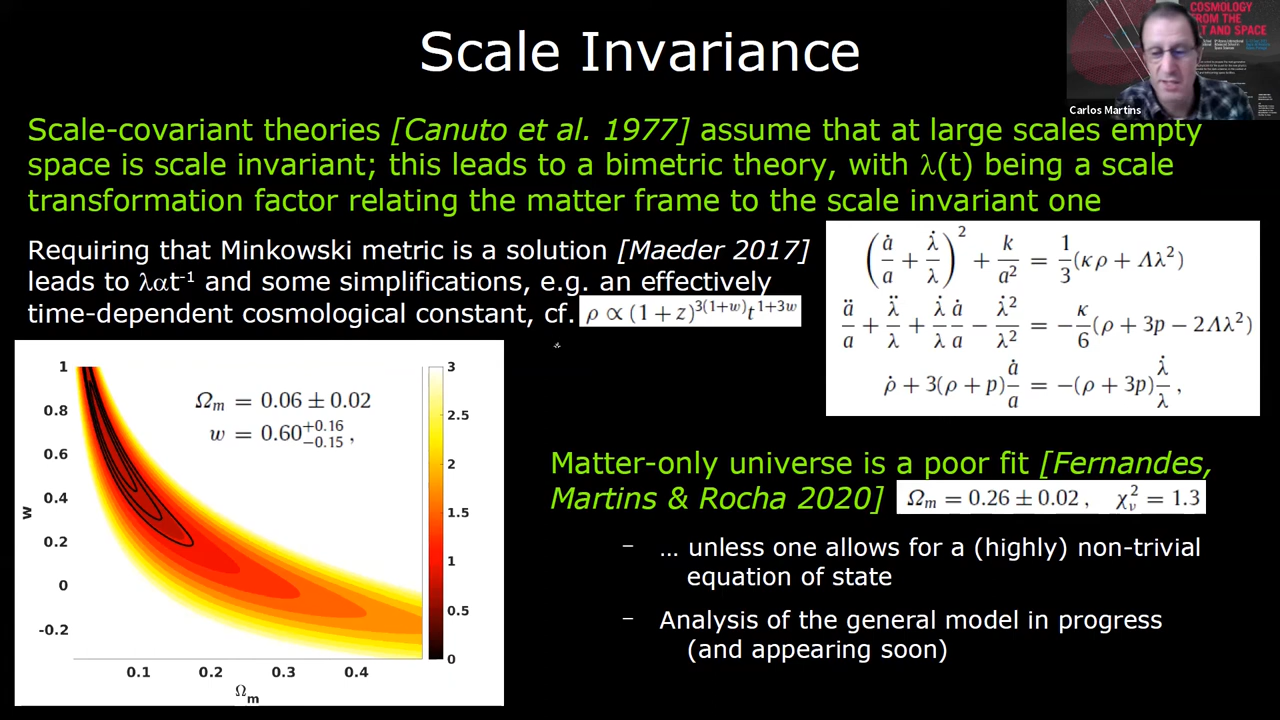 Scale Invariance
COSMOLOGY
FROM THE
AND SPACE
Carlos Martins
Scale-covariant theories [Canuto et al. 1977] assume that at large scales empty
space is scale invariant; this leads to a bimetric theory, with λ(t) being a scale
transformation factor relating the matter frame to the scale invariant one
Requiring that Minkowski metric is a solution [Maeder 2017]
leads to λαt⁻¹ and some simplifications, e.g. an effectively
time-dependent cosmological constant, cf. ρ ∝ (1 + z)^{3(1+w)} t^{1+3w}
(ȧ/a + λ̇/λ)² + k/a² = 1/3 (κρ + Λλ²)
ä/a + λ̈/λ + λ̇/λ ȧ/a − λ̇²/λ² = −κ/6 (ρ + 3p − 2Λλ²)
ρ̇ + 3(ρ + p) ȧ/a = −(ρ + 3p) λ̇/λ ,
Ω_m = 0.06 ± 0.02
w = 0.60^{+0.16}_{−0.15} ,
w
1
0.8
0.6
0.4
0.2
0
-0.2
0.1 0.2 0.3 0.4
Ω_m
3
2.5
2
1.5
1
0.5
0
Matter-only universe is a poor fit [Fernandes,
Martins & Rocha 2020] Ω_m = 0.26 ± 0.02 , χ²_ν = 1.3
– … unless one allows for a (highly) non-trivial
equation of state
– Analysis of the general model in progress
(and appearing soon)